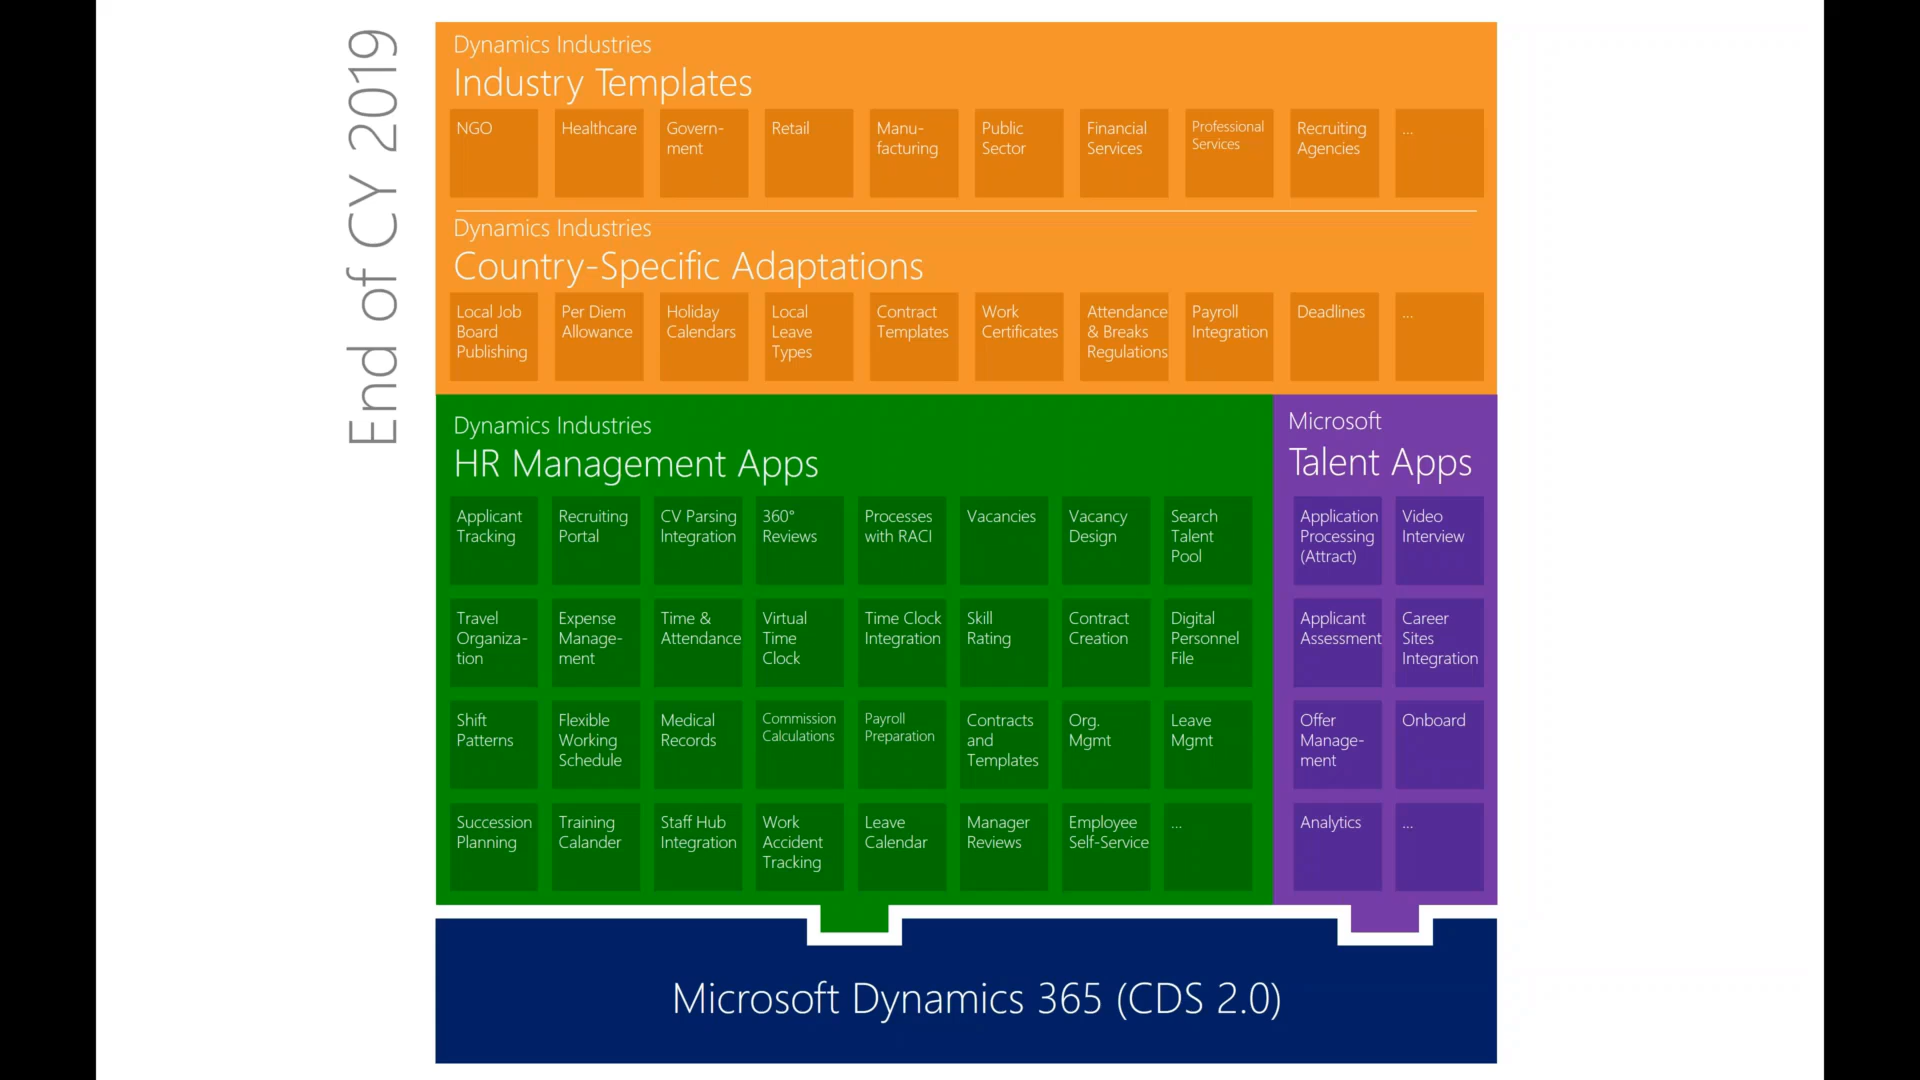 End of CY 2019
Dynamics Industries
Industry Templates
NGO
Healthcare
Govern-
ment
Retail
Manu-
facturing
Public
Sector
Financial
Services
Professional
Services
Recruiting
Agencies
...
Dynamics Industries
Country-Specific Adaptations
Local Job
Board
Publishing
Per Diem
Allowance
Holiday
Calendars
Local
Leave
Types
Contract
Templates
Work
Certificates
Attendance
& Breaks
Regulations
Payroll
Integration
Deadlines
...
Dynamics Industries
HR Management Apps
Applicant
Tracking
Recruiting
Portal
CV Parsing
Integration
360°
Reviews
Processes
with RACI
Vacancies
Vacancy
Design
Search
Talent
Pool
Travel
Organiza-
tion
Expense
Manage-
ment
Time &
Attendance
Virtual
Time
Clock
Time Clock
Integration
Skill
Rating
Contract
Creation
Digital
Personnel
File
Shift
Patterns
Flexible
Working
Schedule
Medical
Records
Commission
Calculations
Payroll
Preparation
Contracts
and
Templates
Org.
Mgmt
Leave
Mgmt
Succession
Planning
Training
Calander
Staff Hub
Integration
Work
Accident
Tracking
Leave
Calendar
Manager
Reviews
Employee
Self-Service
...
Microsoft
Talent Apps
Application
Processing
(Attract)
Video
Interview
Applicant
Assessment
Career
Sites
Integration
Offer
Manage-
ment
Onboard
Analytics
...
Microsoft Dynamics 365 (CDS 2.0)